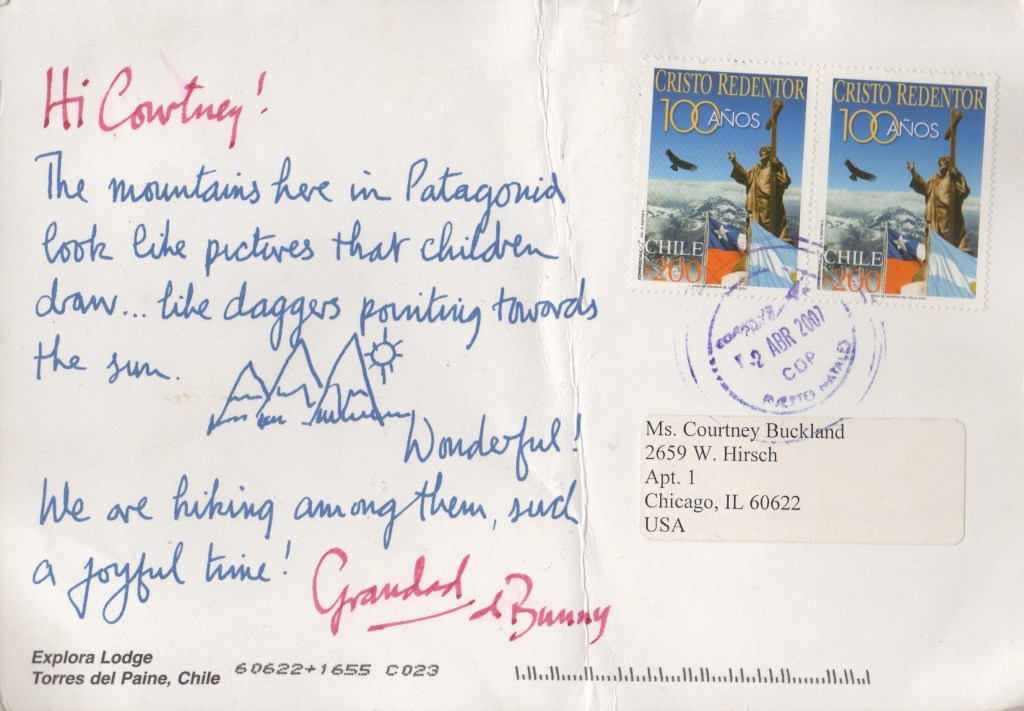 Hi Courtney!
The mountains here in Patagonia
look like pictures that children
draw... like daggers pointing towards
the sun.
Wonderful!
We are hiking among them, such
a joyful time!
Grandad
& Bunny
Explora Lodge
Torres del Paine, Chile
60622+1655 C023
CRISTO REDENTOR
100 AÑOS
CHILE
$200
CRISTO REDENTOR
100 AÑOS
CHILE
$200
2 ABR 2007
CDP
PUERTO NATALES
Ms. Courtney Buckland
2659 W. Hirsch
Apt. 1
Chicago, IL 60622
USA